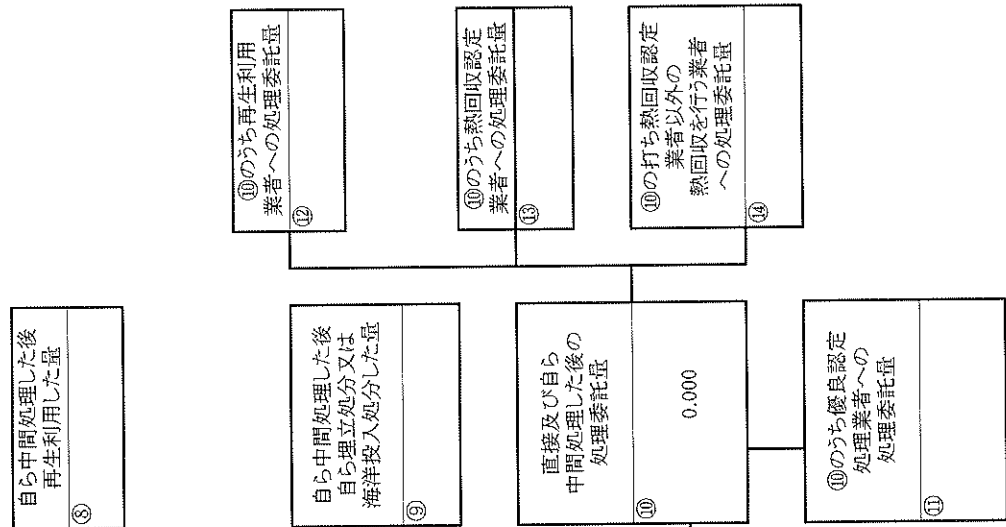 自ら中間処理した後
再生利用した量
⑧
自ら中間処理した後
自ら埋立処分又は
海洋投入処分した量
⑨
直接及び自ら
中間処理した後の
処理委託量
0.000
⑩
⑩のうち優良認定
処理業者への
処理委託量
⑪
⑩のうち再生利用
業者への処理委託量
⑫
⑩のうち熱回収認定
業者への処理委託量
⑬
⑩の打ち熱回収認定
業者以外の
熱回収を行う業者
への処理委託量
⑭